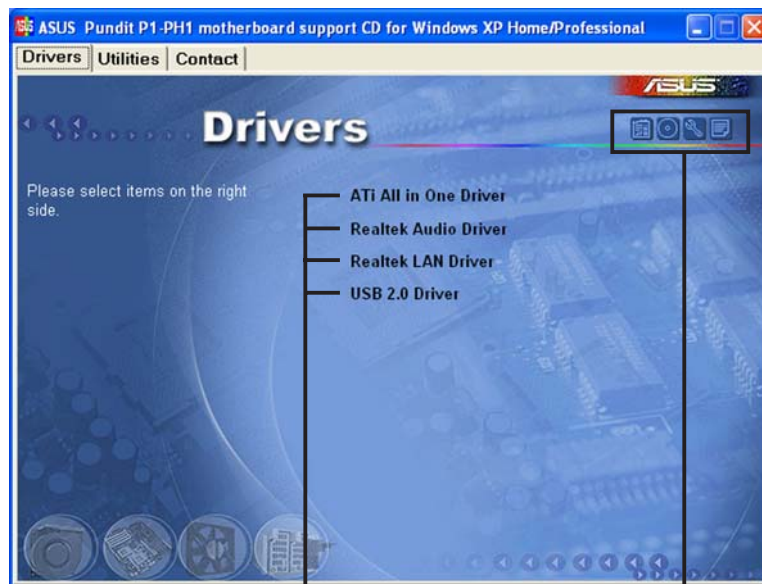 ASUS Pundit P1-PH1 motherboard support CD for Windows XP Home/Professional
Drivers Utilities Contact
ASUS
Drivers
Please select items on the right
side.
ATi All in One Driver
Realtek Audio Driver
Realtek LAN Driver
USB 2.0 Driver